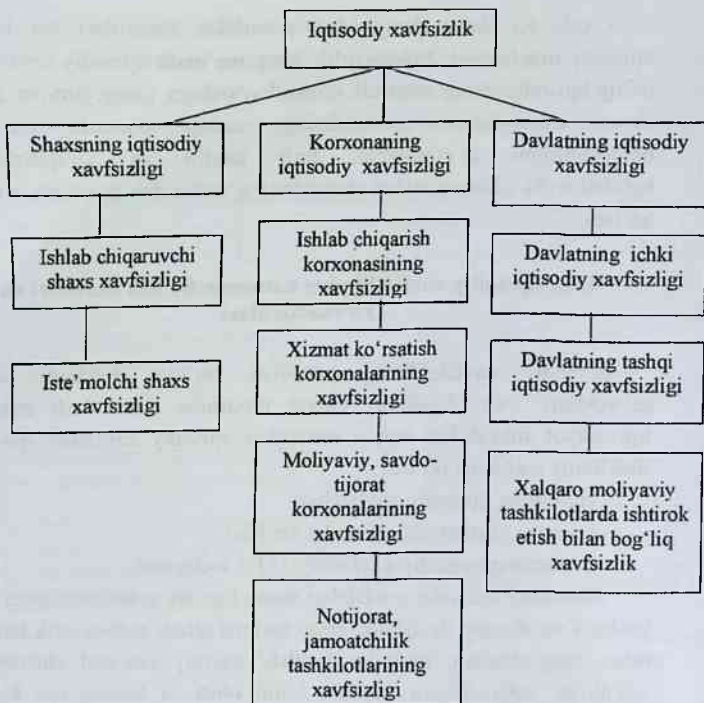 Iqtisodiy xavfsizlik
Shaxsning iqtisodiy
xavfsizligi
Korxonaning
iqtisodiy xavfsizligi
Davlatning iqtisodiy
xavfsizligi
Ishlab chiqaruvchi
shaxs xavfsizligi
Ishlab chiqarish
korxonasining
xavfsizligi
Davlatning ichki
iqtisodiy xavfsizligi
Iste’molchi shaxs
xavfsizligi
Xizmat ko‘rsatish
korxonalarining
xavfsizligi
Davlatning tashqi
iqtisodiy xavfsizligi
Moliyaviy, savdo-
tijorat
korxonalarining
xavfsizligi
Xalqaro moliyaviy
tashkilotlarda ishtirok
etish bilan bog‘liq
xavfsizlik
Notijorat,
janoatchilik
tashkilotlarining
xavfsizligi